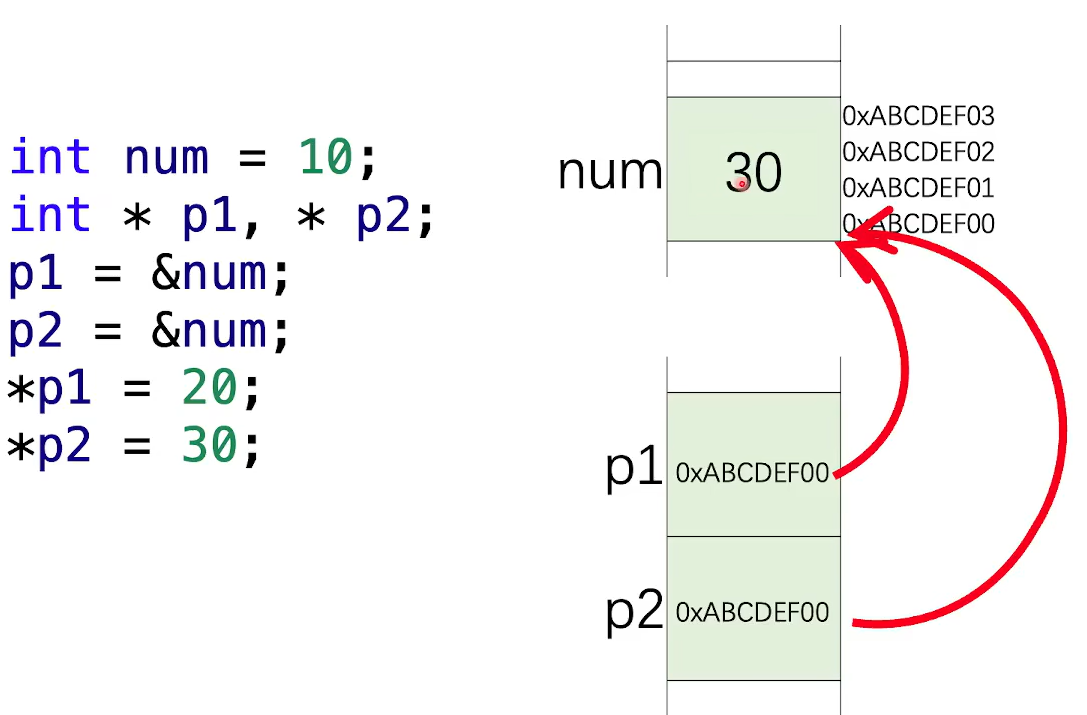 int num = 10;
int * p1, * p2;
p1 = &num;
p2 = &num;
*p1 = 20;
*p2 = 30;
num
30
0xABCDEF03
0xABCDEF02
0xABCDEF01
0xABCDEF00
p1
0xABCDEF00
p2
0xABCDEF00